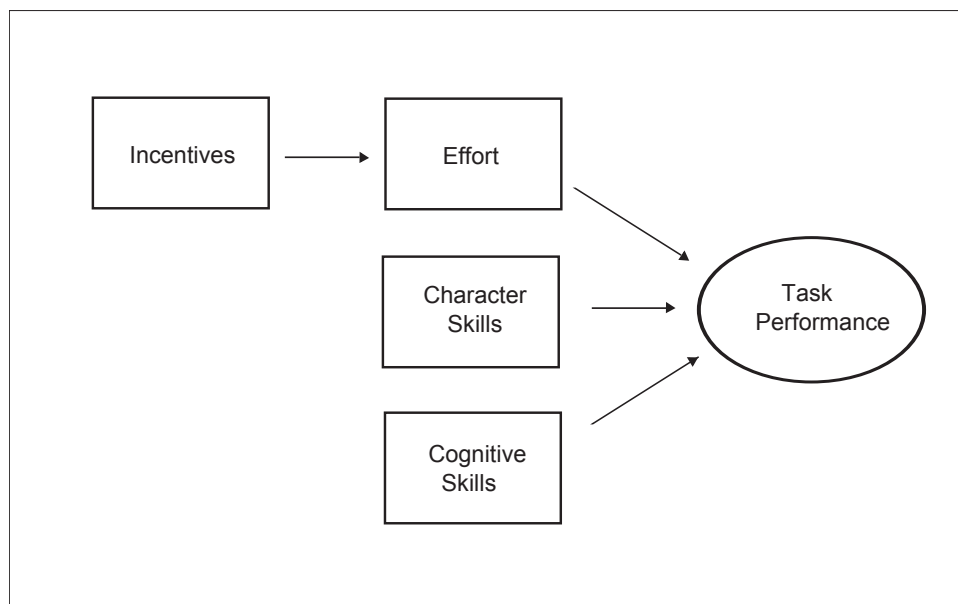 Incentives
Effort
Character
Skills
Cognitive
Skills
Task
Performance